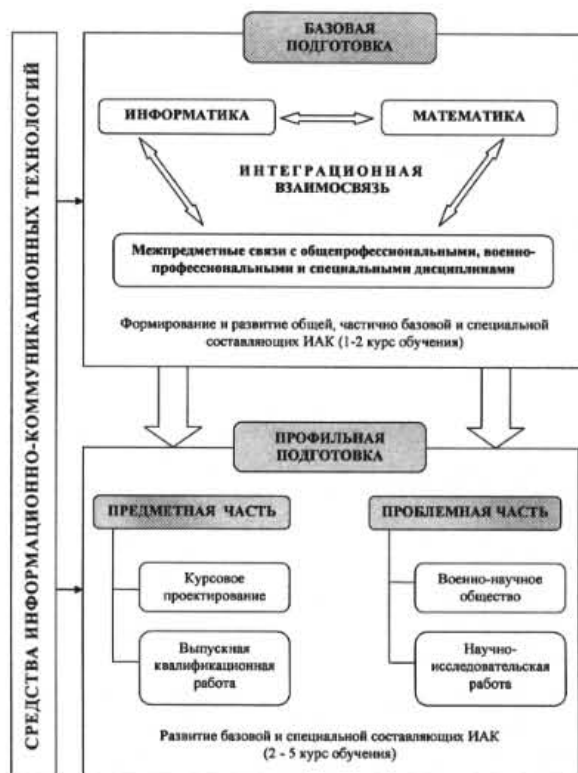 СРЕДСТВА ИНФОРМАЦИОННО-КОММУНИКАЦИОННЫХ ТЕХНОЛОГИЙ
БАЗОВАЯ
ПОДГОТОВКА
ИНФОРМАТИКА
МАТЕМАТИКА
ИНТЕГРАЦИОННАЯ
ВЗАИМОСВЯЗЬ
Межпредметные связи с общепрофессиональными, военно-
профессиональными и специальными дисциплинами
Формирование и развитие общей, частично базовой и специальной
составляющих ИАК (1-2 курс обучения)
ПРОФИЛЬНАЯ
ПОДГОТОВКА
ПРЕДМЕТНАЯ ЧАСТЬ
ПРОБЛЕМНАЯ ЧАСТЬ
Курсовое
проектирование
Военно-научное
общество
Выпускная
квалификационная
работа
Научно-
исследовательская
работа
Развитие базовой и специальной составляющих ИАК
(2 - 5 курс обучения)